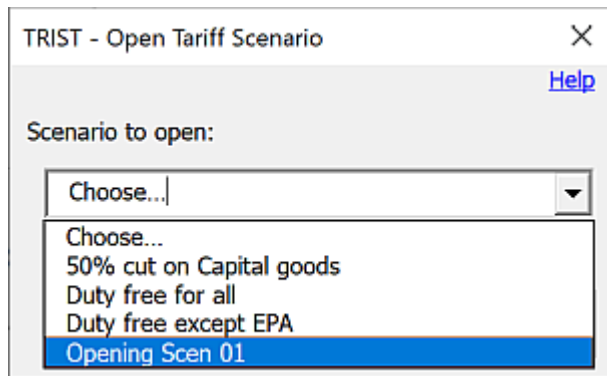 TRIST - Open Tariff Scenario
Help
Scenario to open:
Choose...
Choose...
50% cut on Capital goods
Duty free for all
Duty free except EPA
Opening Scen 01